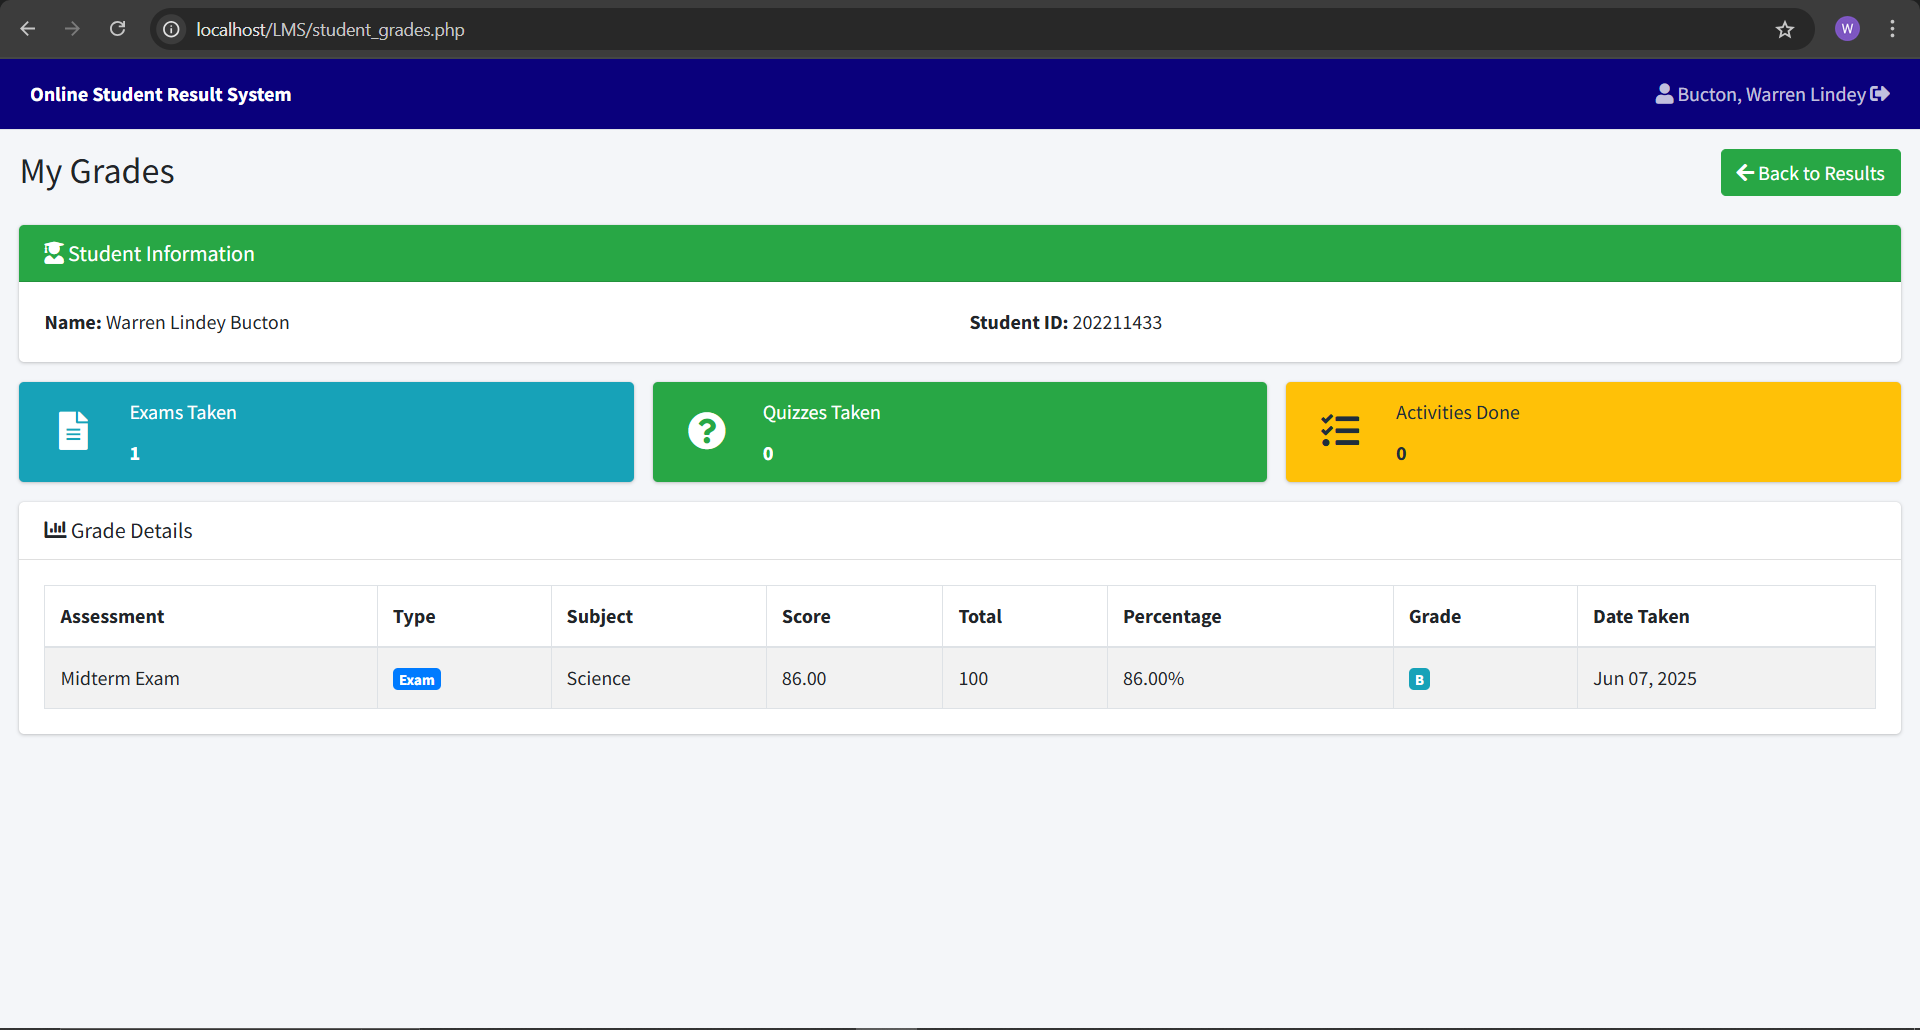 localhost/LMS/student_grades.php
W
Online Student Result System
Bucton, Warren Lindey
My Grades
Back to Results
Student Information
Name: Warren Lindey Bucton
Student ID: 202211433
Exams Taken
1
Quizzes Taken
0
Activities Done
0
Grade Details
Assessment Type Subject Score Total Percentage Grade Date Taken
Midterm Exam Exam Science 86.00 100 86.00% B Jun 07, 2025